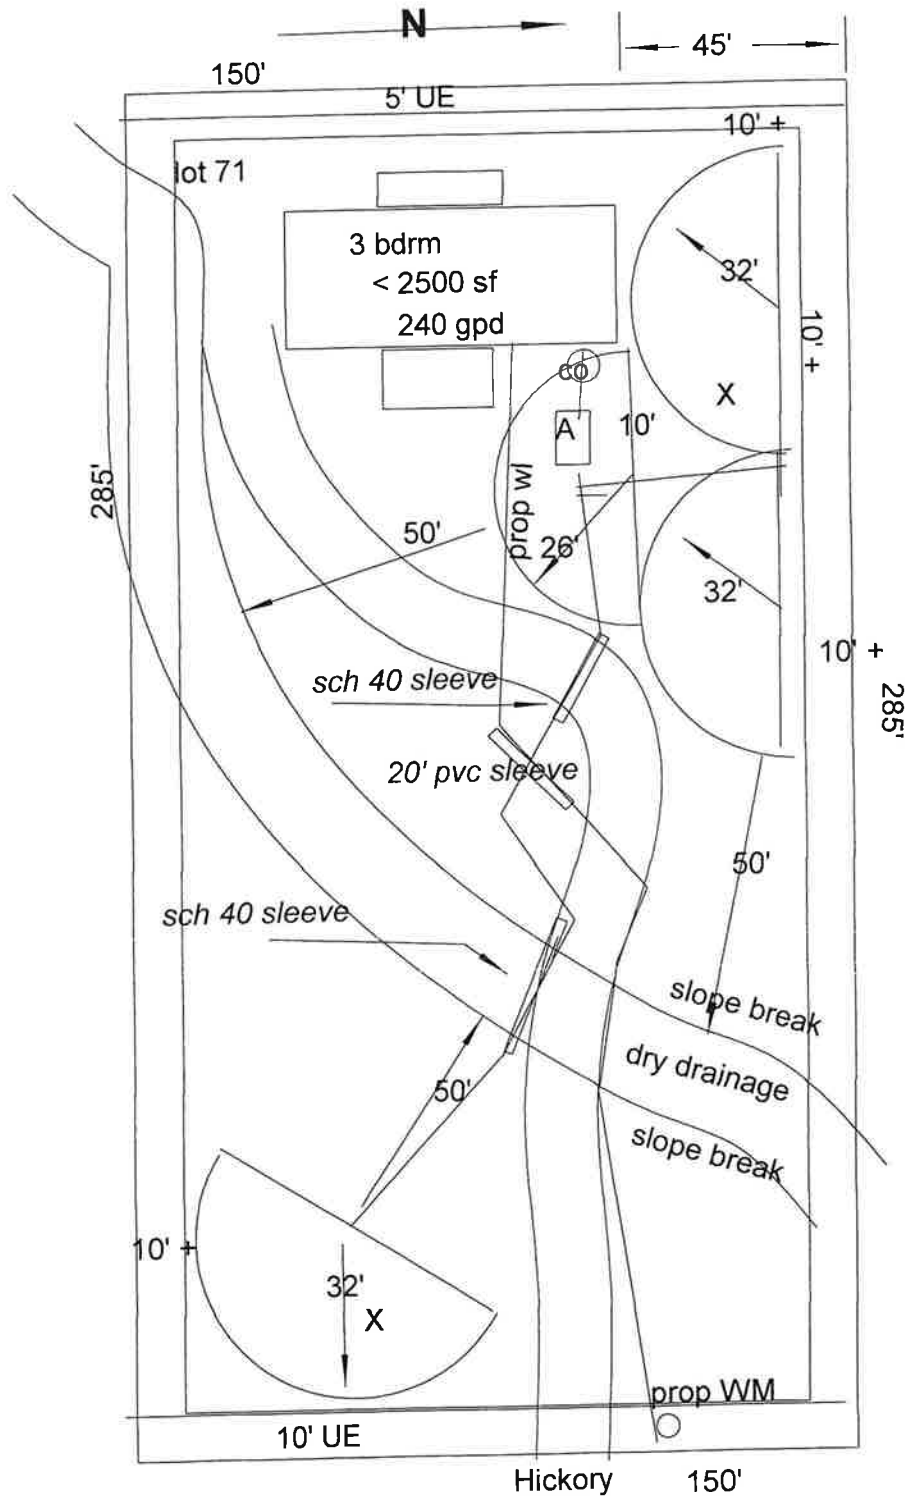 N
45'
150'
5' UE
10' +
lot 71
3 bdrm
< 2500 sf
240 gpd
32'
10' +
co
X
A
10'
285'
prop wl
50'
26'
32'
10' +
285'
sch 40 sleeve
20' pvc sleeve
50'
sch 40 sleeve
slope break
dry drainage
50'
slope break
10' +
32'
X
prop WM
10' UE
Hickory
150'